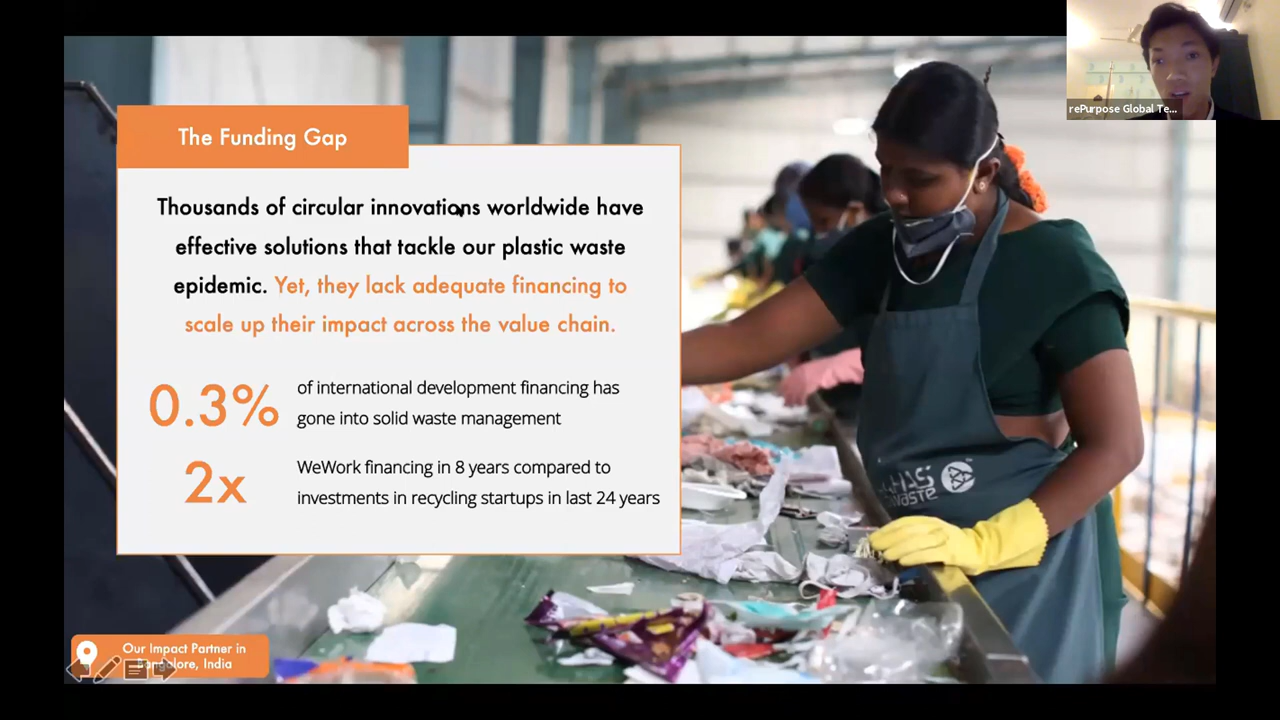 rePurpose Global Te...
The Funding Gap
Thousands of circular innovations worldwide have
effective solutions that tackle our plastic waste
epidemic. Yet, they lack adequate financing to
scale up their impact across the value chain.
0.3%
of international development financing has
gone into solid waste management
2x
WeWork financing in 8 years compared to
investments in recycling startups in last 24 years
Our Impact Partner in
Bangalore, India